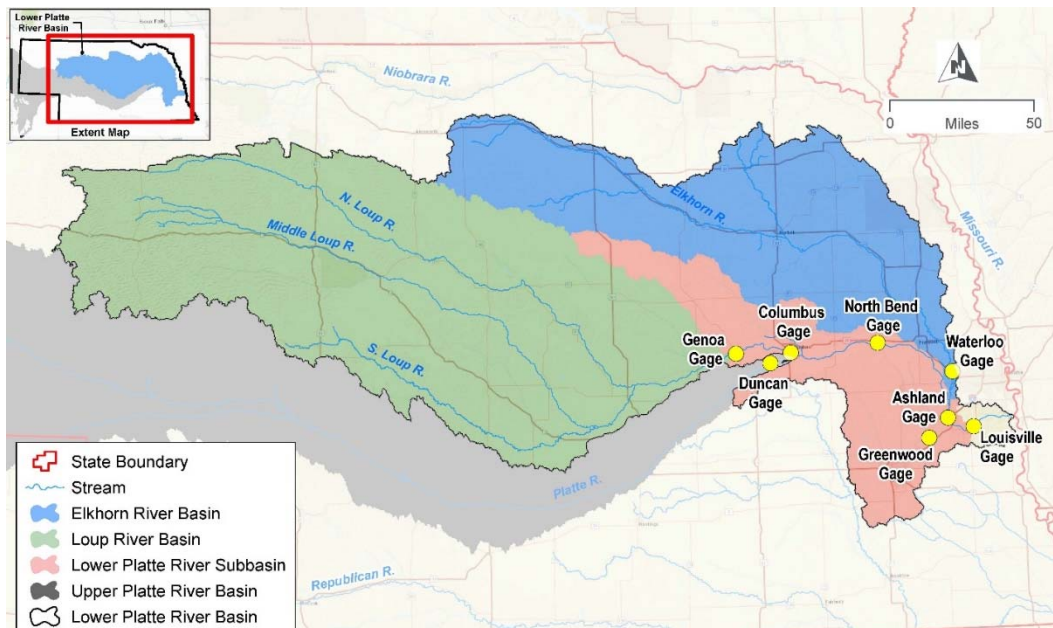 Lower Platte
River Basin
Extent Map
Niobrara R.
N
0 Miles 50
N. Loup R.
Middle Loup R.
S. Loup R.
Elkhorn R.
Missouri R.
Columbus
Gage
North Bend
Gage
Genoa
Gage
Waterloo
Gage
Duncan
Gage
Ashland
Gage
Louisville
Gage
Greenwood
Gage
Platte R.
Republican R.
State Boundary
Stream
Elkhorn River Basin
Loup River Basin
Lower Platte River Subbasin
Upper Platte River Basin
Lower Platte River Basin